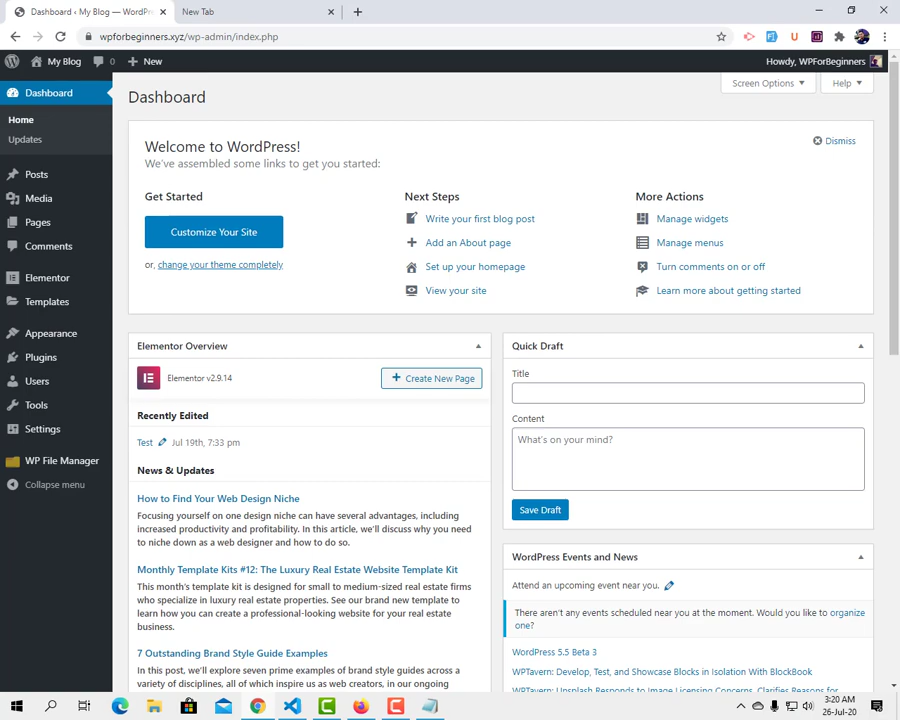 Dashboard ‹ My Blog — WordPre
New Tab
wpforbeginners.xyz/wp-admin/index.php
My Blog
0
New
Howdy, WPForBeginners
Dashboard
Home
Updates
Posts
Media
Pages
Comments
Elementor
Templates
Appearance
Plugins
Users
Tools
Settings
WP File Manager
Collapse menu
Dashboard
Screen Options
Help
Welcome to WordPress!
Dismiss
We've assembled some links to get you started:
Get Started
Customize Your Site
or, change your theme completely
Next Steps
Write your first blog post
Add an About page
Set up your homepage
View your site
More Actions
Manage widgets
Manage menus
Turn comments on or off
Learn more about getting started
Elementor Overview
Elementor v2.9.14
Create New Page
Recently Edited
Test Jul 19th, 7:33 pm
News & Updates
How to Find Your Web Design Niche
Focusing yourself on one design niche can have several advantages, including
increased productivity and profitability. In this article, we'll discuss why you need
to niche down as a web designer and how to do so.
Monthly Template Kits #12: The Luxury Real Estate Website Template Kit
This month's template kit is designed for small to medium-sized real estate firms
who specialize in luxury real estate properties. See our brand new template to
learn how you can create a professional-looking website for your real estate
business.
7 Outstanding Brand Style Guide Examples
In this post, we'll explore seven prime examples of brand style guides across a
variety of disciplines, all of which inspire us as web creators, in our ongoing
Quick Draft
Title
Content
What's on your mind?
Save Draft
WordPress Events and News
Attend an upcoming event near you.
There aren't any events scheduled near you at the moment. Would you like to organize
one?
WordPress 5.5 Beta 3
WPTavern: Develop, Test, and Showcase Blocks in Isolation With BlockBook
WPTavern: Unsplash Responds to Image Licensing Concerns, Clarifies Reasons for
3:20 AM
26-Jul-20